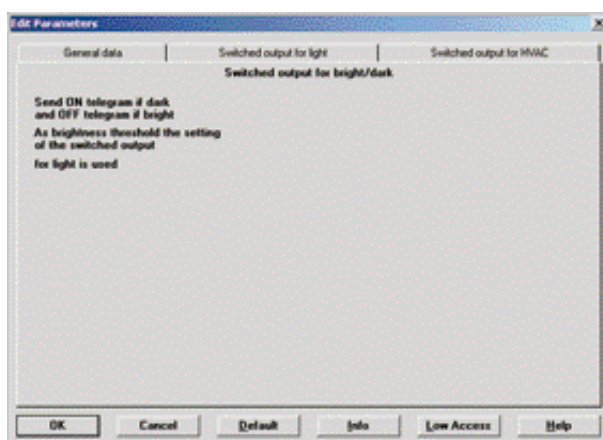 Edit Parameters
General data
Switched output for light
Switched output for HVAC
Switched output for bright/dark
Send ON telegram if dark
and OFF telegram if bright
As brightness threshold the setting
of the switched output
for light is used
OK
Cancel
Default
Info
Low Access
Help